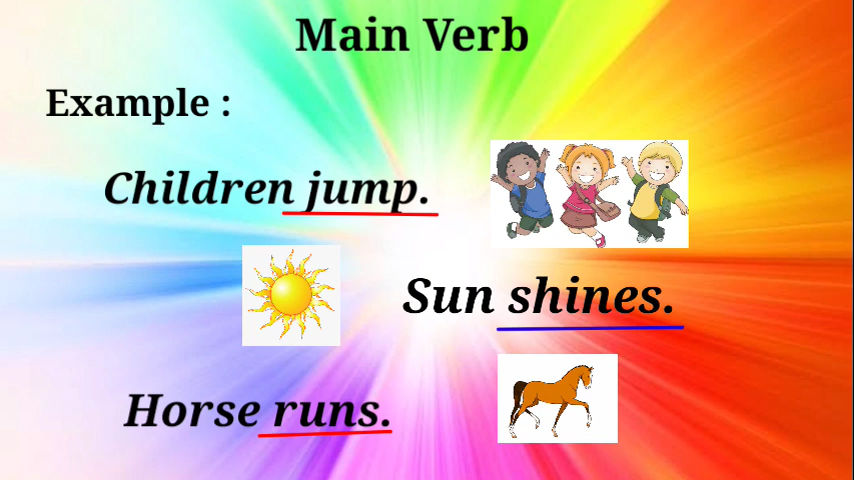 Main Verb
Example :
Children jump.
Sun shines.
Horse runs.